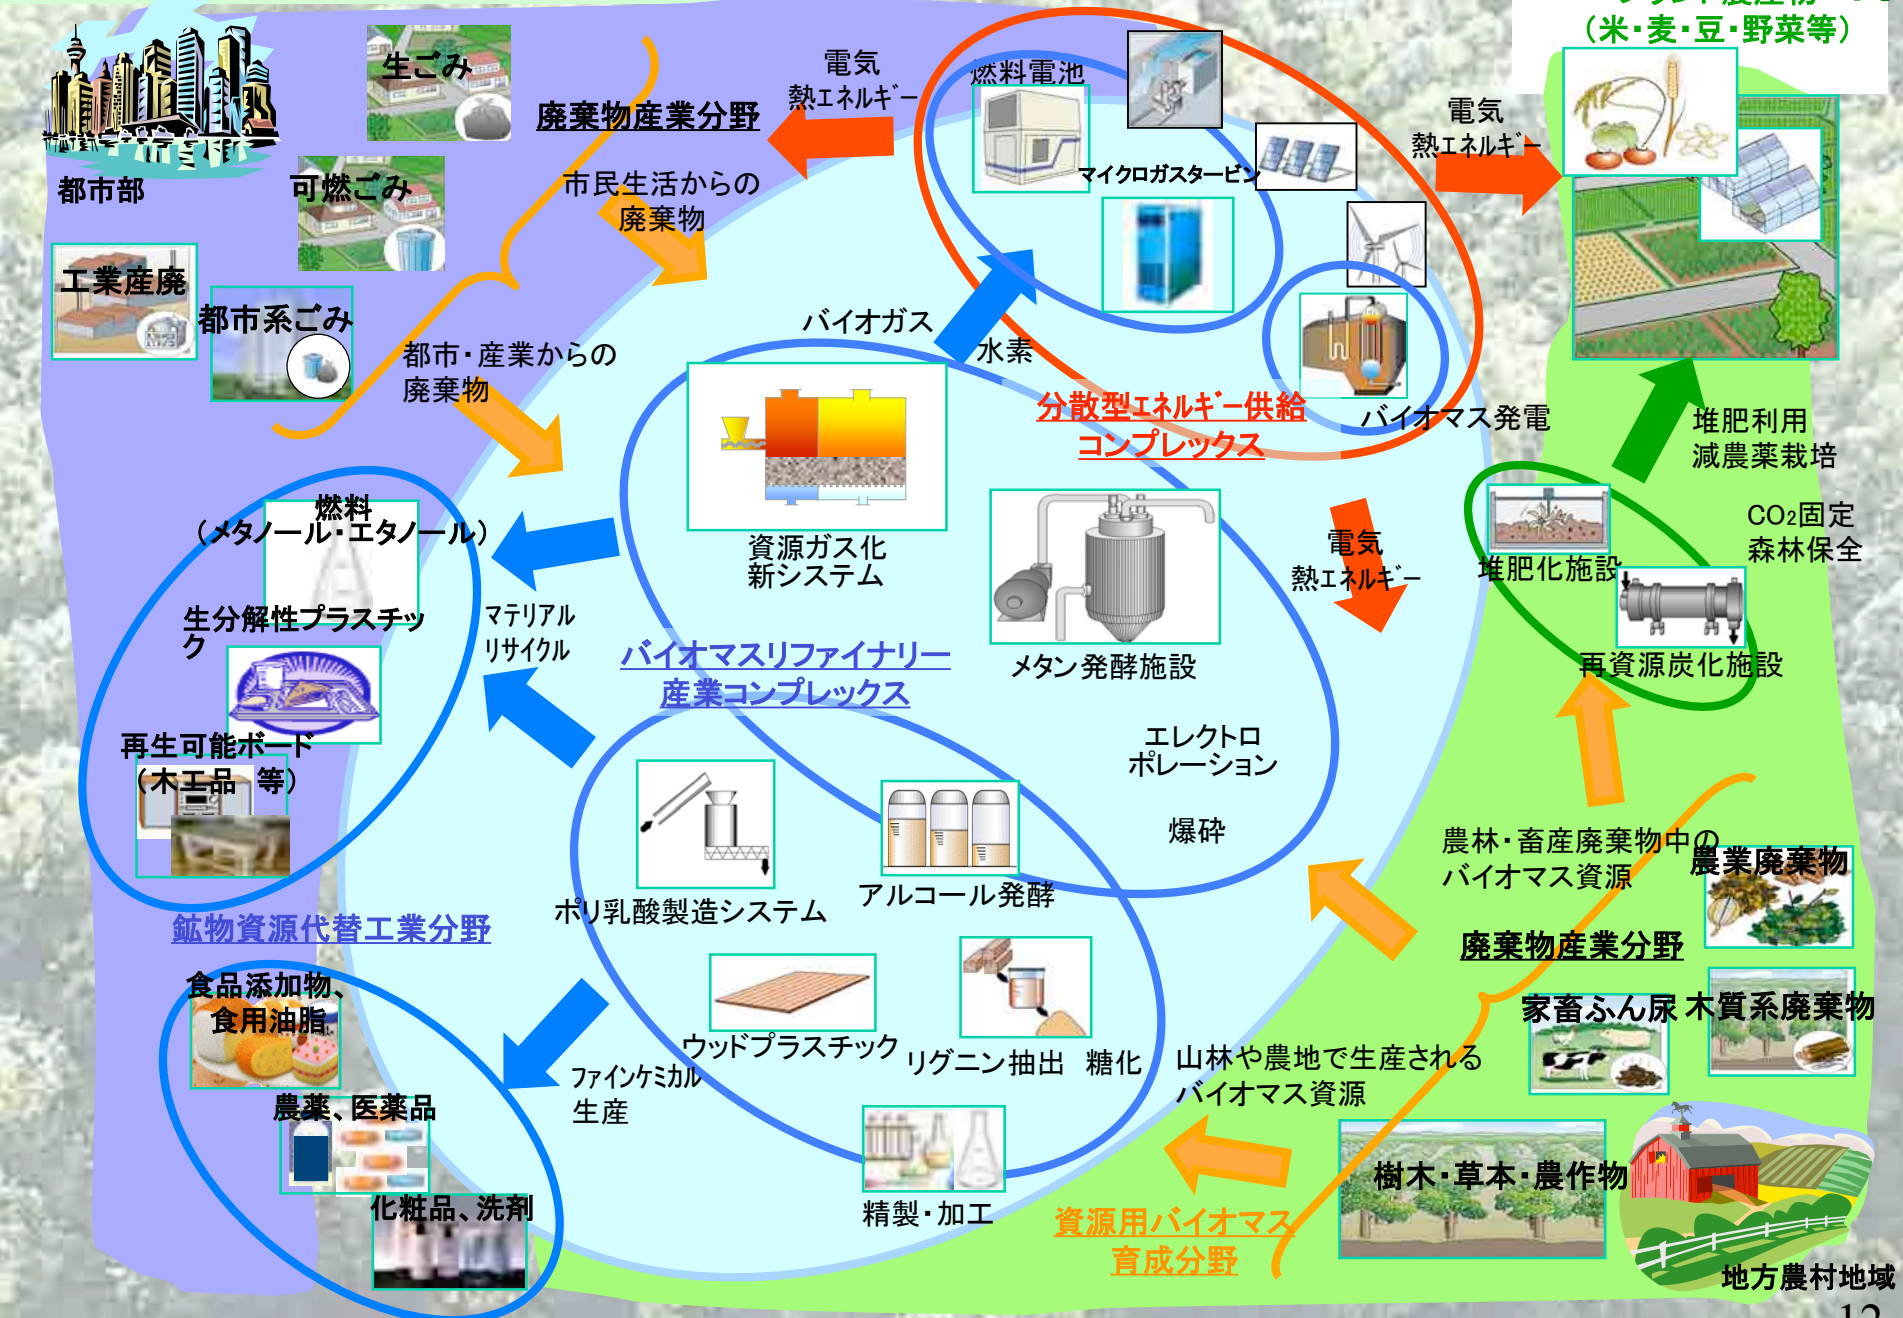 (米・麦・豆・野菜等)
都市部
生ごみ
可燃ごみ
工業産廃
都市系ごみ
廃棄物産業分野
市民生活からの
廃棄物
都市・産業からの
廃棄物
電気
熱エネルギー
燃料電池
マイクロガスタービン
電気
熱エネルギー
バイオガス
水素
分散型エネルギー供給
コンプレックス
バイオマス発電
堆肥利用
減農薬栽培
CO₂固定
森林保全
堆肥化施設
再資源炭化施設
電気
熱エネルギー
資源ガス化
新システム
メタン発酵施設
燃料
(メタノール・エタノール)
生分解性プラスチッ
ク
再生可能ボード
(木工品 等)
マテリアル
リサイクル
バイオマスリファイナリー
産業コンプレックス
エレクトロ
ポレーション
爆砕
ポリ乳酸製造システム
アルコール発酵
ウッドプラスチック
リグニン抽出 糖化
精製・加工
鉱物資源代替工業分野
食品添加物、
食用油脂
農薬、医薬品
化粧品、洗剤
ファインケミカル
生産
農林・畜産廃棄物中の
バイオマス資源
農業廃棄物
廃棄物産業分野
家畜ふん尿
木質系廃棄物
山林や農地で生産される
バイオマス資源
樹木・草本・農作物
資源用バイオマス
育成分野
地方農村地域
12